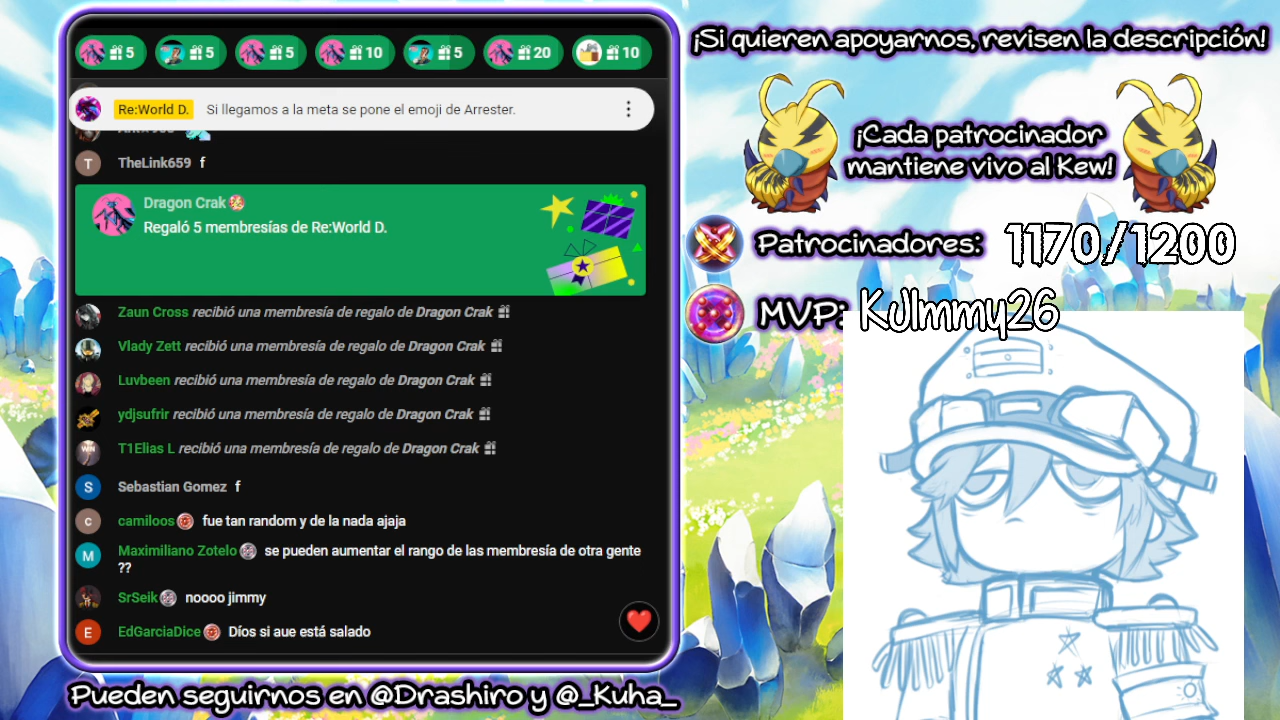 5 5 5 10 5 20 10
Re:World D. Si llegamos a la meta se pone el emoji de Arrester.
T TheLink659 f
Dragon Crak
Regaló 5 membresías de Re:World D.
Zaun Cross recibió una membresía de regalo de Dragon Crak
Vlady Zett recibió una membresía de regalo de Dragon Crak
Luvbeen recibió una membresía de regalo de Dragon Crak
ydjsufrir recibió una membresía de regalo de Dragon Crak
T1Elias L recibió una membresía de regalo de Dragon Crak
S Sebastian Gomez f
c camiloos fue tan random y de la nada ajaja
M Maximiliano Zotelo se pueden aumentar el rango de las membresía de otra gente
??
SrSeik noooo jimmy
E EdGarciaDice Díos si aue está salado
Pueden seguirnos en @Drashiro y @_Kuha_
¡Si quieren apoyarnos, revisen la descripción!
¡Cada patrocinador
mantiene vivo al Kew!
Patrocinadores: 1170/1200
MVP: KJImmy26